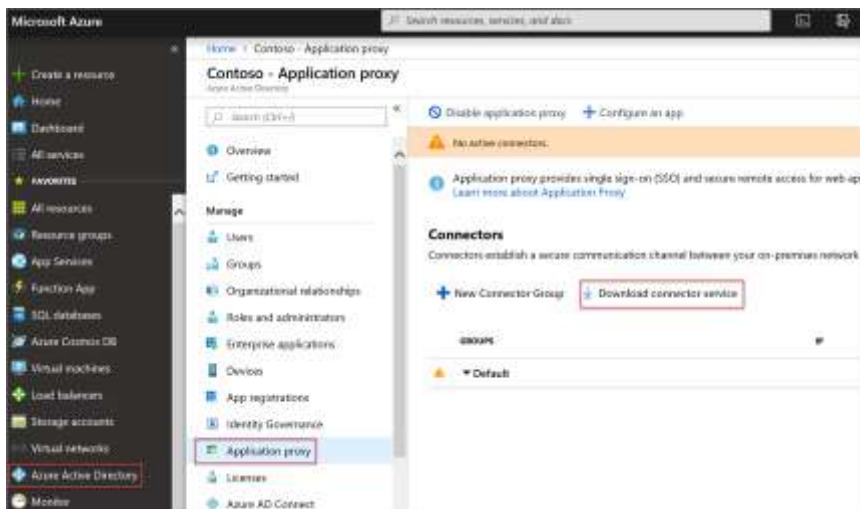 Microsoft Azure
Search resources, services, and docs
Home
Contoso - Application proxy
Create a resource
Home
Dashboard
All services
FAVORITES
All resources
Resource groups
App Services
Function App
SQL databases
Azure Cosmos DB
Virtual machines
Load balancers
Storage accounts
Virtual networks
Azure Active Directory
Monitor
Contoso - Application proxy
Azure Active Directory
Search (Ctrl+/)
Overview
Getting started
Manage
Users
Groups
Organizational relationships
Roles and administrators
Enterprise applications
Devices
App registrations
Identity Governance
Application proxy
Licenses
Azure AD Connect
Disable application proxy
Configure an app
No active connectors.
Application proxy provides single sign-on (SSO) and secure remote access for web ap
Learn more about Application Proxy
Connectors
Connectors establish a secure communication channel between your on-premises network
New Connector Group
Download connector service
GROUPS
IP
Default